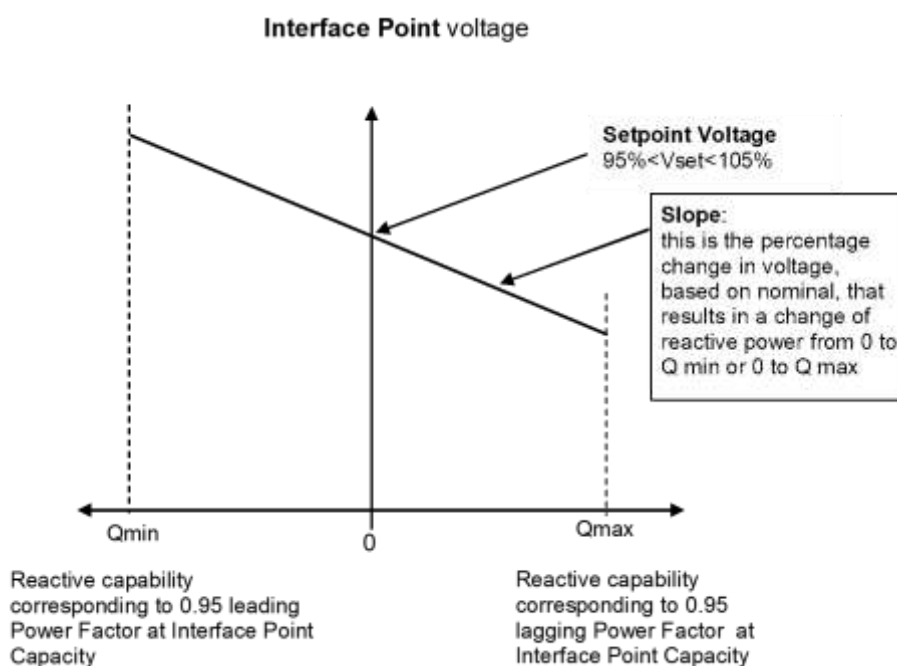 Interface Point voltage
Setpoint Voltage
95%<Vset<105%
Slope:
this is the percentage
change in voltage,
based on nominal, that
results in a change of
reactive power from 0 to
Q min or 0 to Q max
Qmin
0
Qmax
Reactive capability
corresponding to 0.95 leading
Power Factor at Interface Point
Capacity
Reactive capability
corresponding to 0.95
lagging Power Factor at
Interface Point Capacity